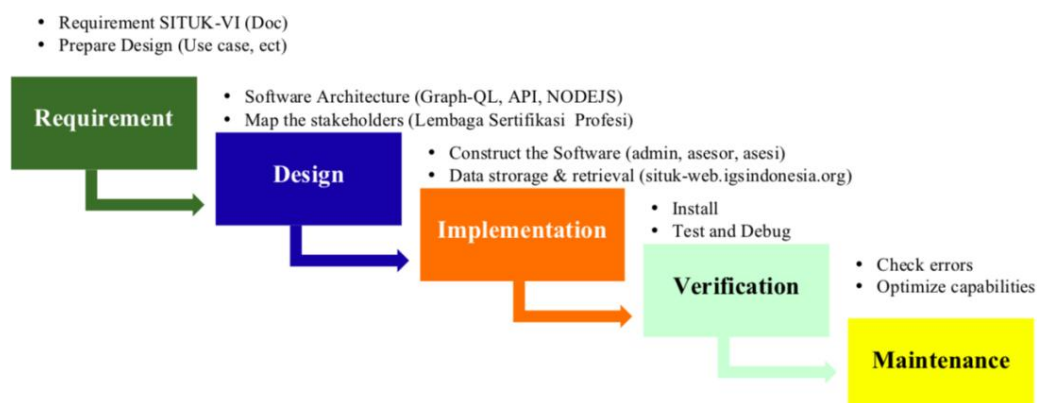 • Requirement SITUK-VI (Doc)
• Prepare Design (Use case, ect)
Requirement
• Software Architecture (Graph-QL, API, NODEJS)
• Map the stakeholders (Lembaga Sertifikasi Profesi)
Design
• Construct the Software (admin, asesor, asesi)
• Data strorage & retrieval (situk-web.igsindonesia.org)
Implementation
• Install
• Test and Debug
Verification
• Check errors
• Optimize capabilities
Maintenance